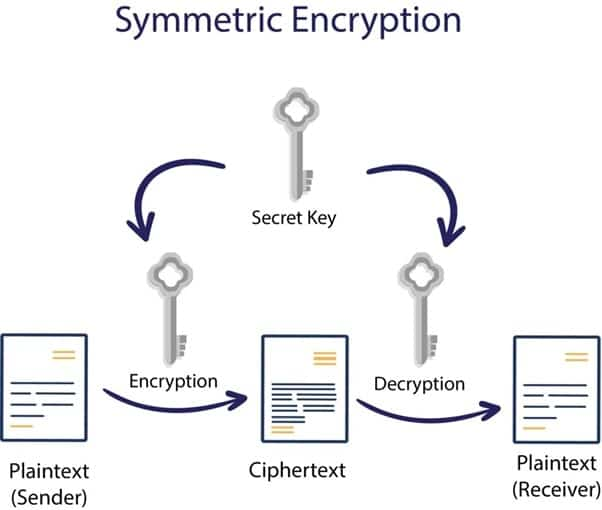 Symmetric Encryption
Secret Key
Encryption
Decryption
Plaintext
(Sender)
Ciphertext
Plaintext
(Receiver)